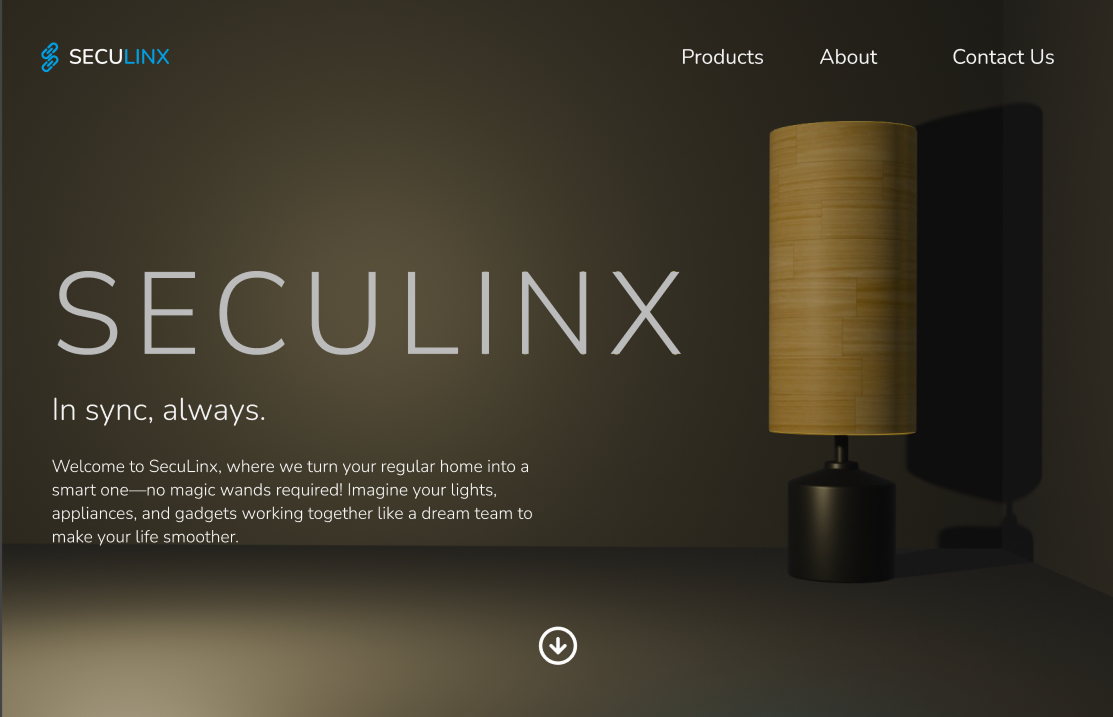 SECULINX
Products
About
Contact Us
SECULINX
In sync, always.
Welcome to SecuLinx, where we turn your regular home into a
smart one—no magic wands required! Imagine your lights,
appliances, and gadgets working together like a dream team to
make your life smoother.